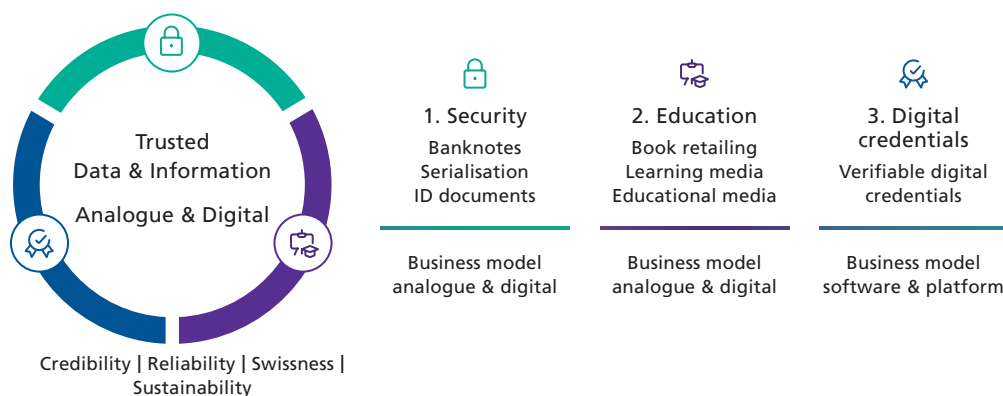 Trusted
Data & Information
Analogue & Digital
Credibility | Reliability | Swissness |
Sustainability
1. Security
Banknotes
Serialisation
ID documents
Business model
analogue & digital
2. Education
Book retailing
Learning media
Educational media
Business model
analogue & digital
3. Digital
credentials
Verifiable digital
credentials
Business model
software & platform